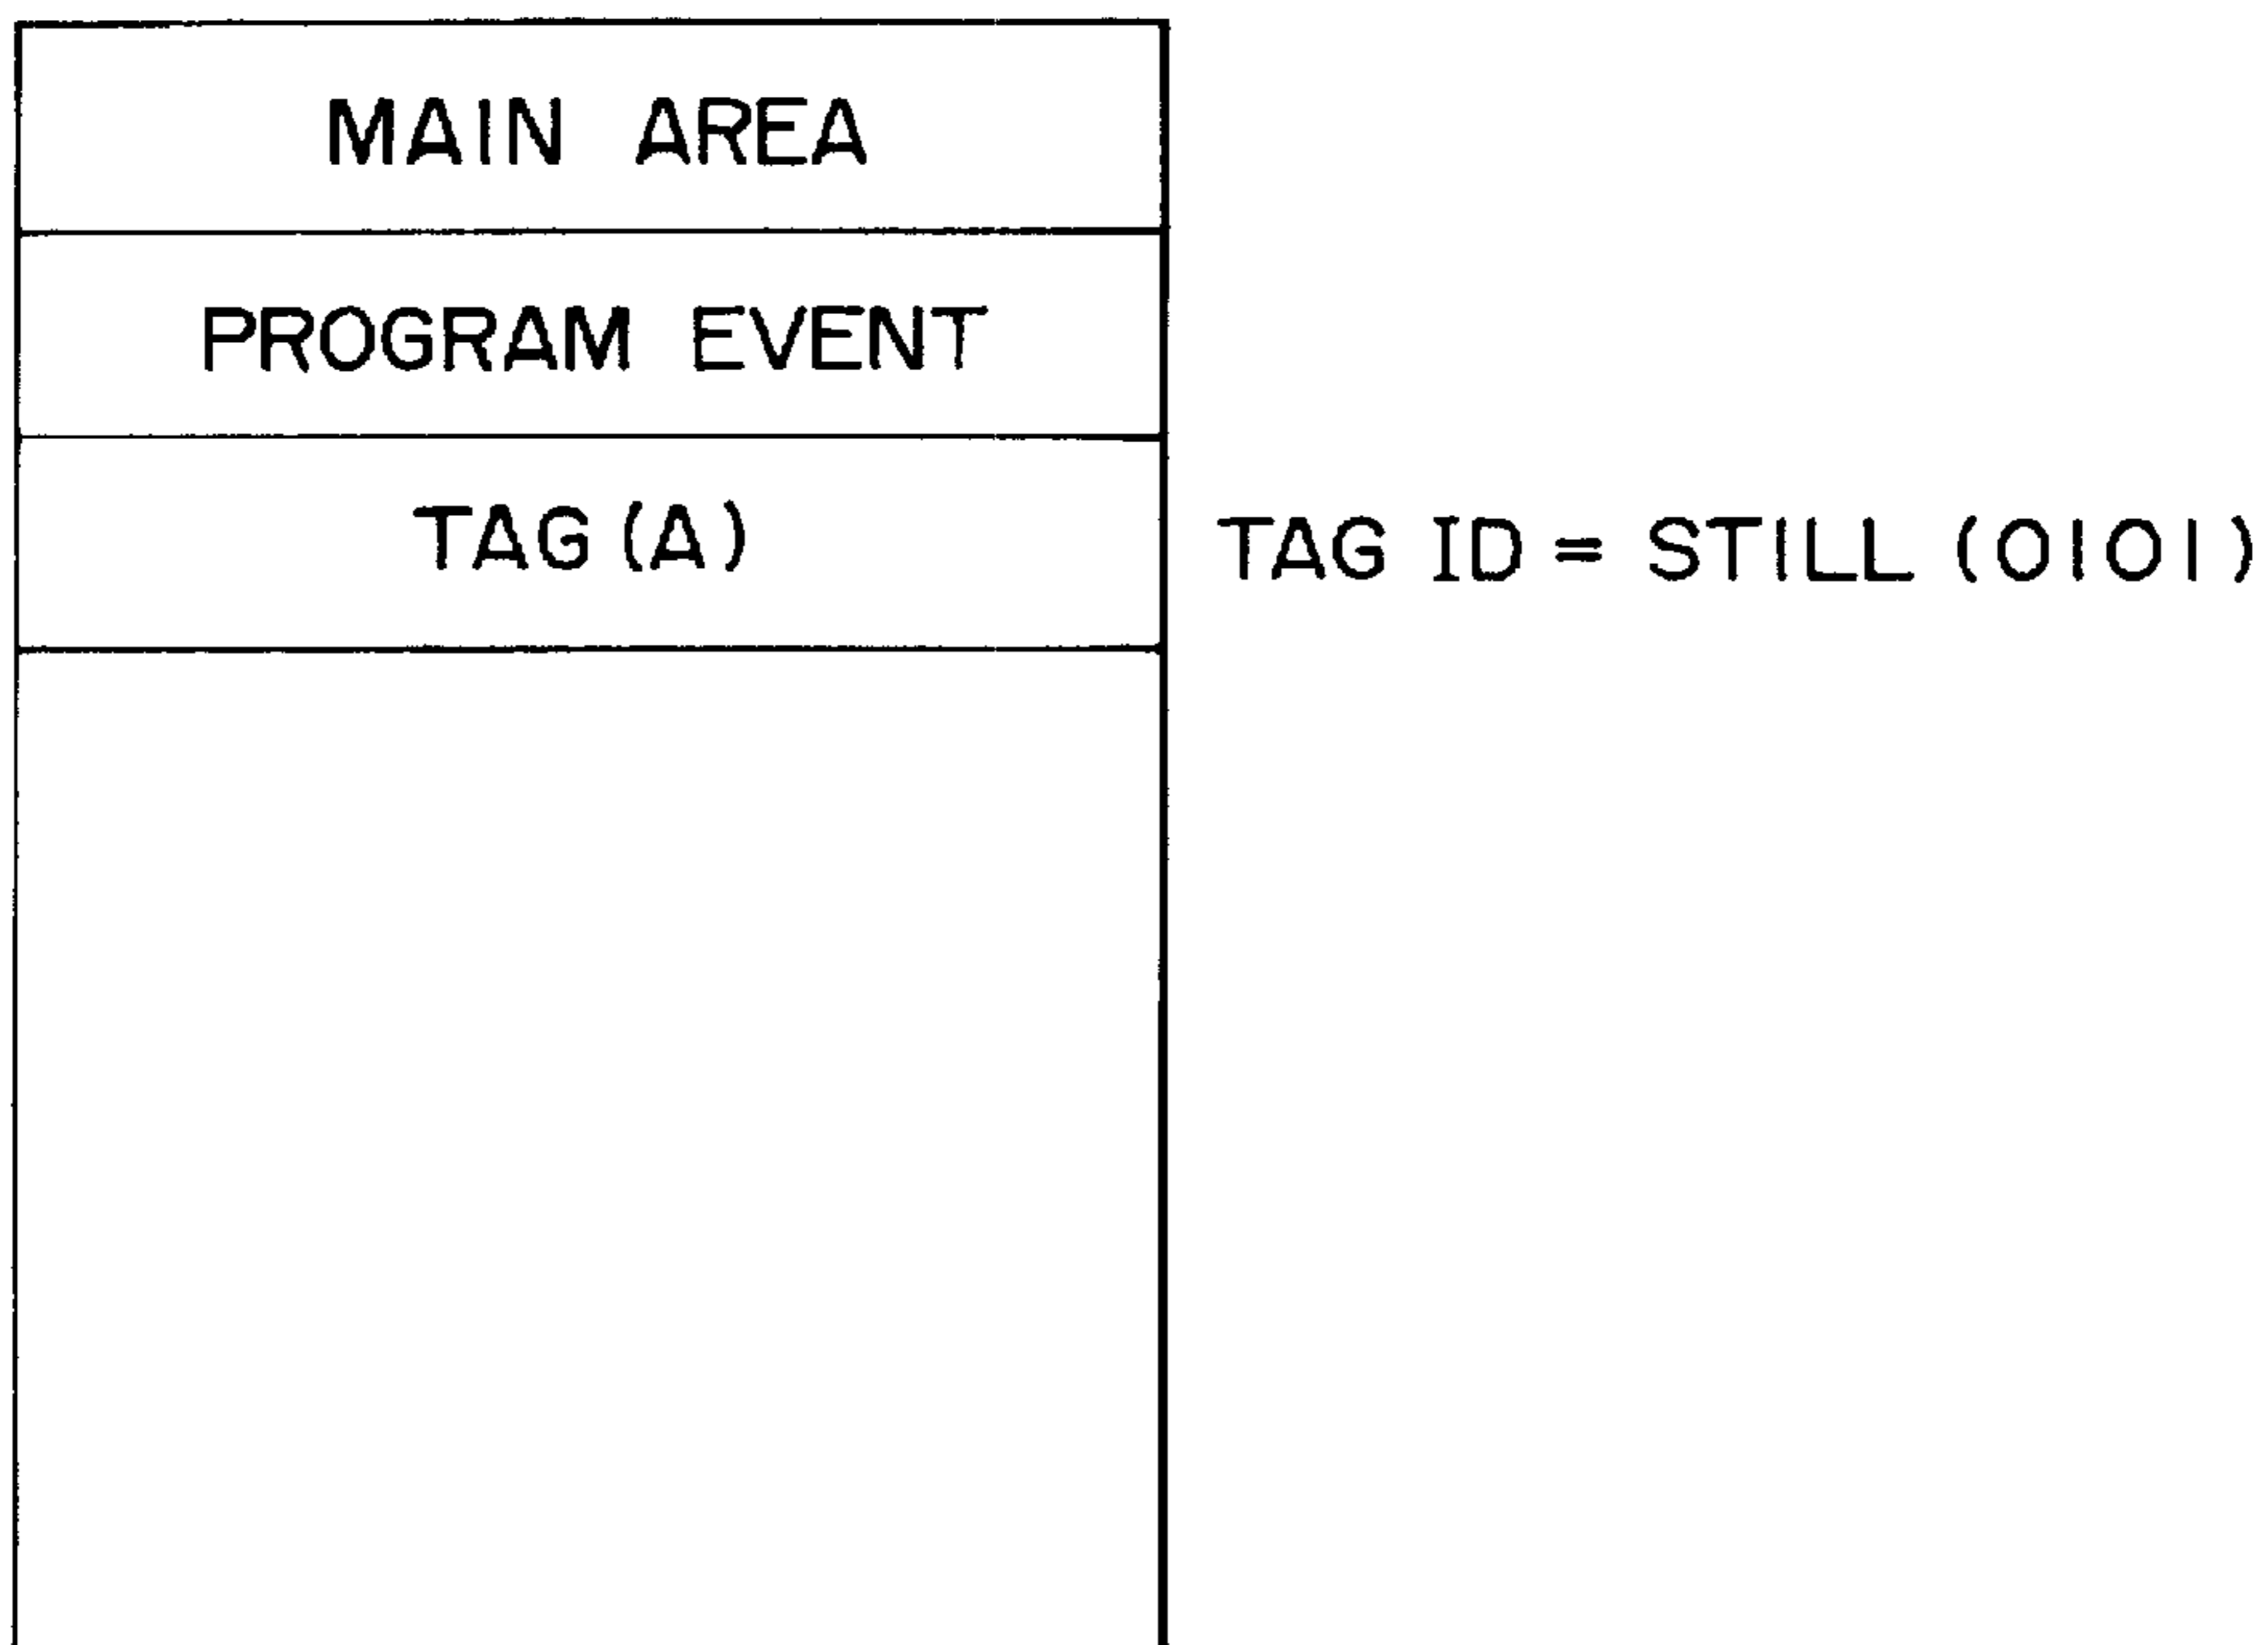 MAIN AREA
PROGRAM EVENT
TAG (A)
TAG ID = STILL (0101)